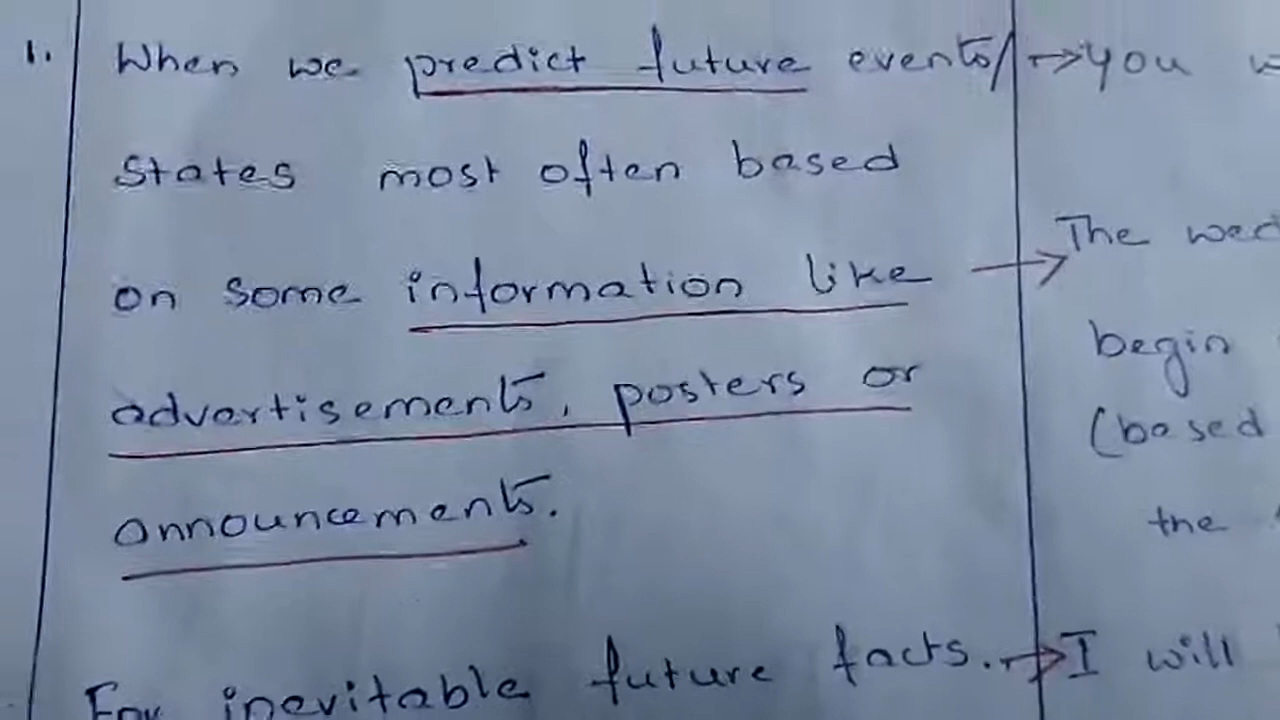 1. When we predict future events/ → you
states most often based
on some information like → The
advertisements, posters or begin
announcements. (based
the
For inevitable future facts. → I will